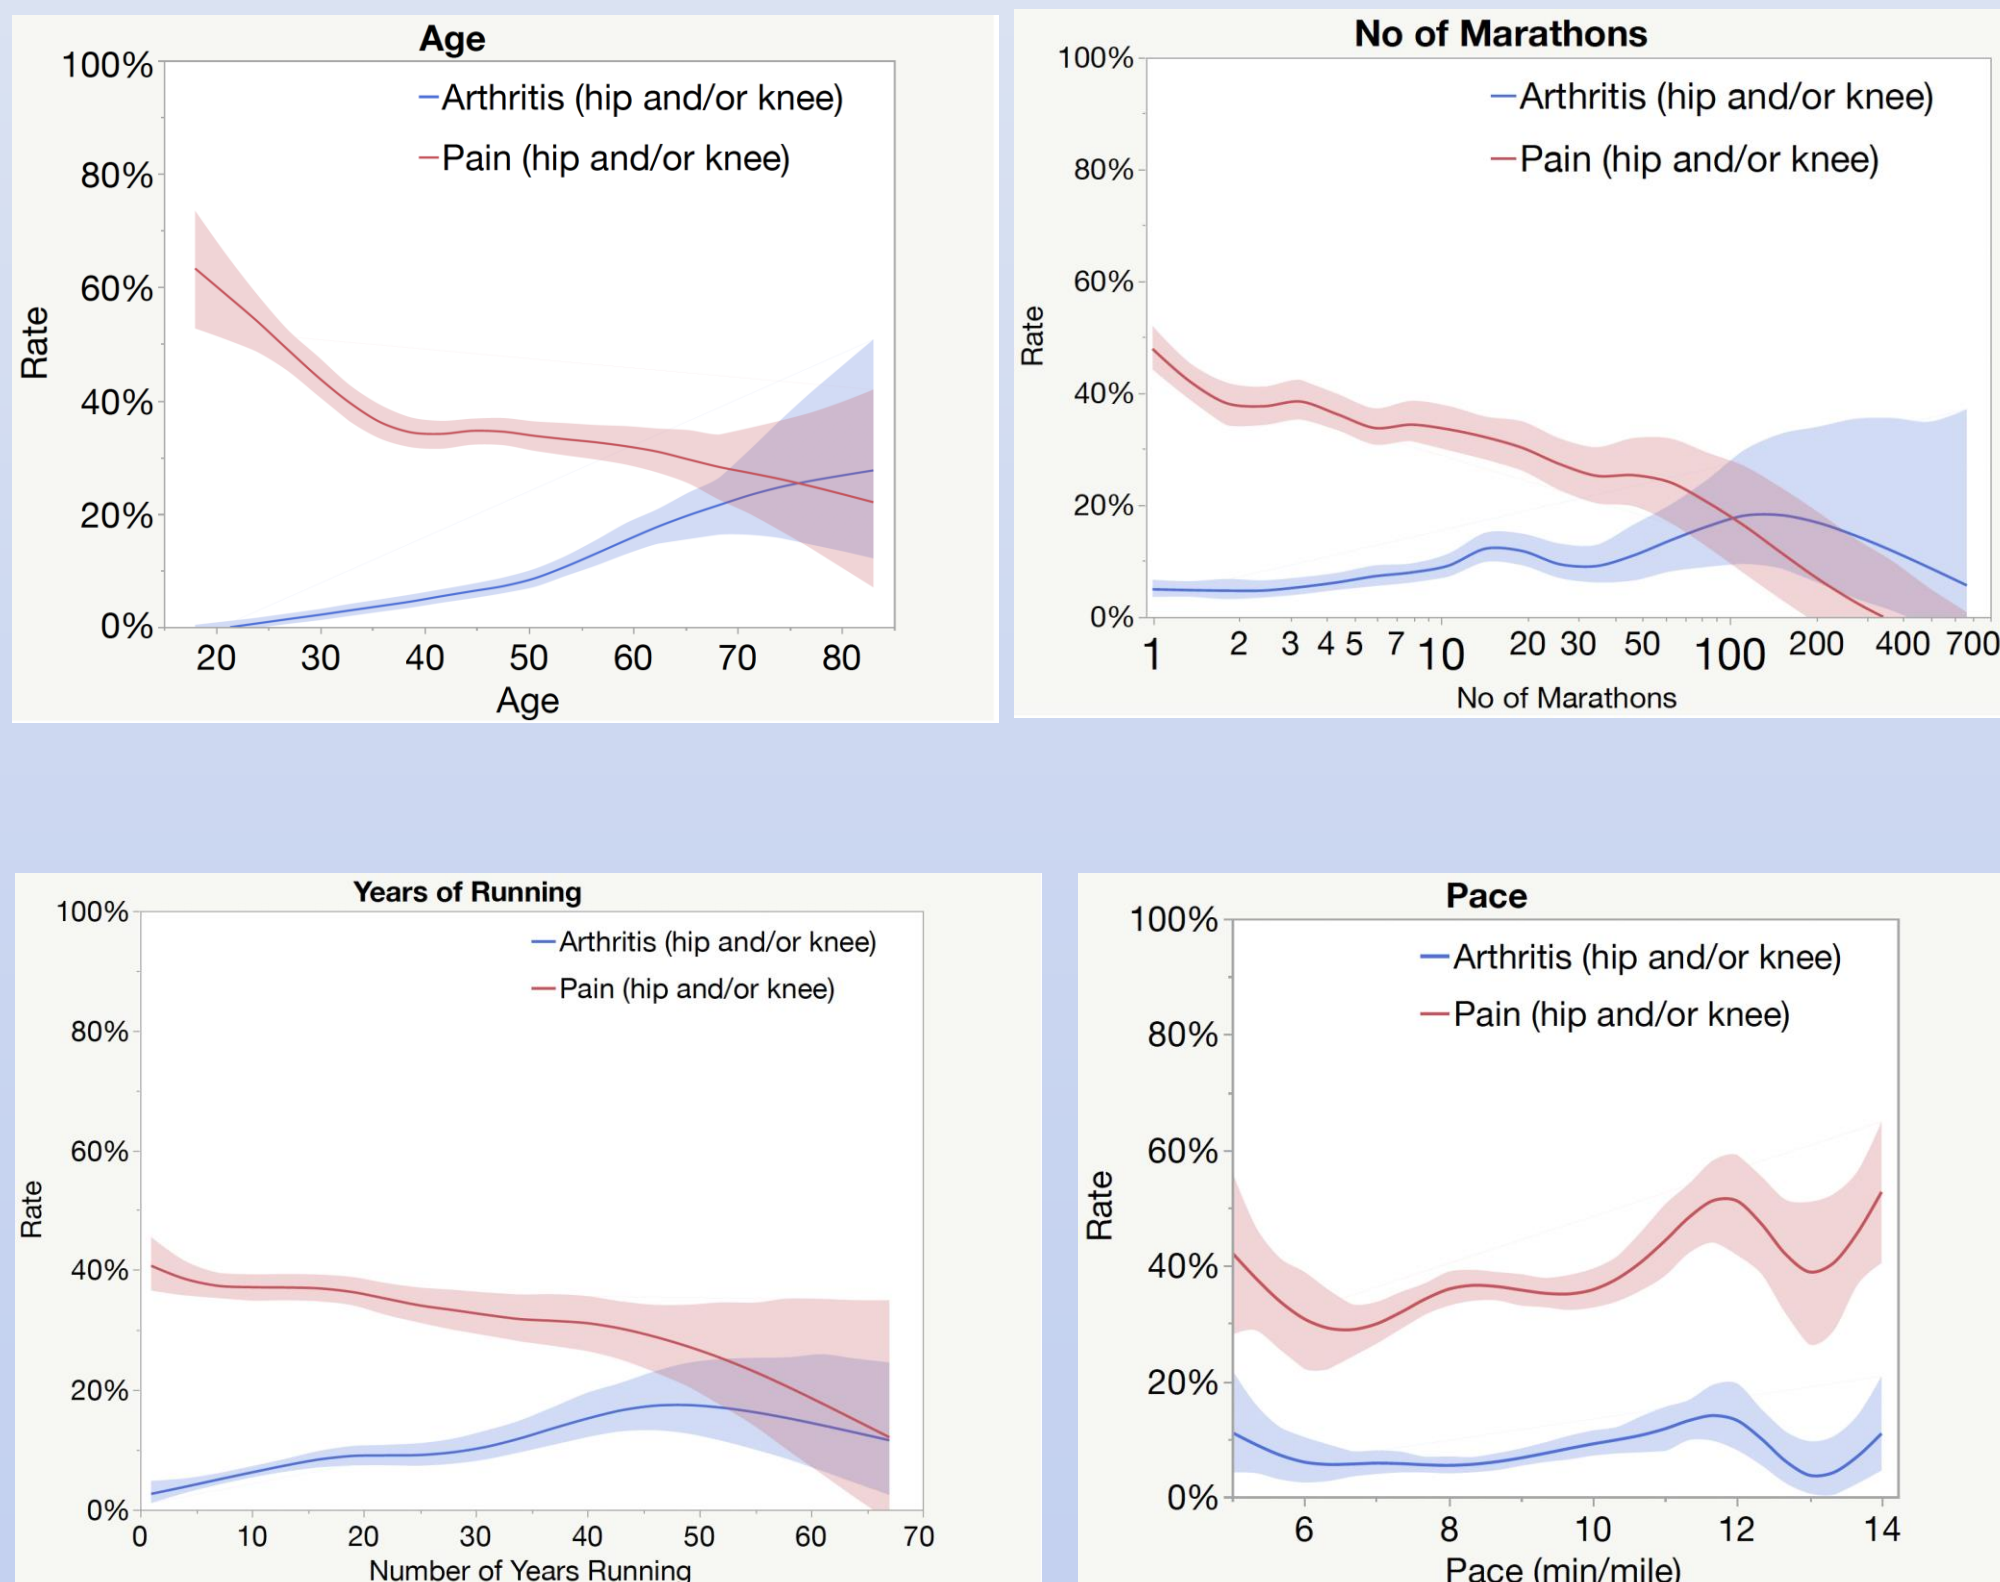 Age
100%
80%
60%
40%
20%
0%
Rate
Arthritis (hip and/or knee)
Pain (hip and/or knee)
20 30 40 50 60 70 80
Age
No of Marathons
100%
80%
60%
40%
20%
0%
Rate
Arthritis (hip and/or knee)
Pain (hip and/or knee)
1 2 3 4 5 7 10 20 30 50 100 200 400 700
No of Marathons
Years of Running
100%
80%
60%
40%
20%
0%
Rate
Arthritis (hip and/or knee)
Pain (hip and/or knee)
0 10 20 30 40 50 60 70
Number of Years Running
Pace
100%
80%
60%
40%
20%
0%
Rate
Arthritis (hip and/or knee)
Pain (hip and/or knee)
6 8 10 12 14
Pace (min/mile)